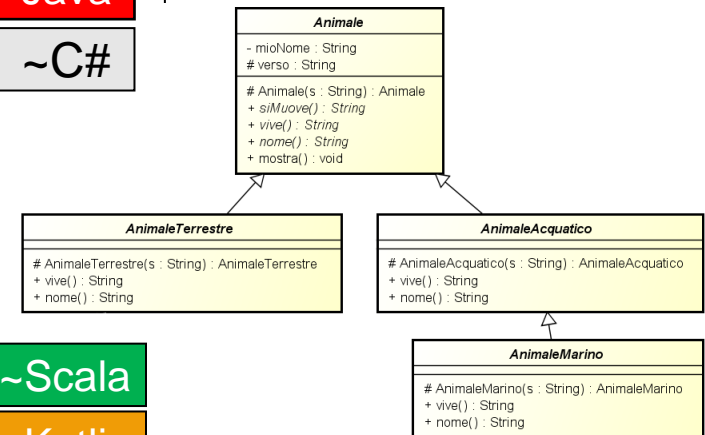 Java
~C#
Animale
- mioNome : String
# verso : String
# Animale(s : String) : Animale
+ siMuove() : String
+ vive() : String
+ nome() : String
+ mostra() : void
AnimaleTerrestre
# AnimaleTerrestre(s : String) : AnimaleTerrestre
+ vive() : String
+ nome() : String
AnimaleAcquatico
# AnimaleAcquatico(s : String) : AnimaleAcquatico
+ vive() : String
+ nome() : String
~Scala
AnimaleMarino
# AnimaleMarino(s : String) : AnimaleMarino
+ vive() : String
+ nome() : String